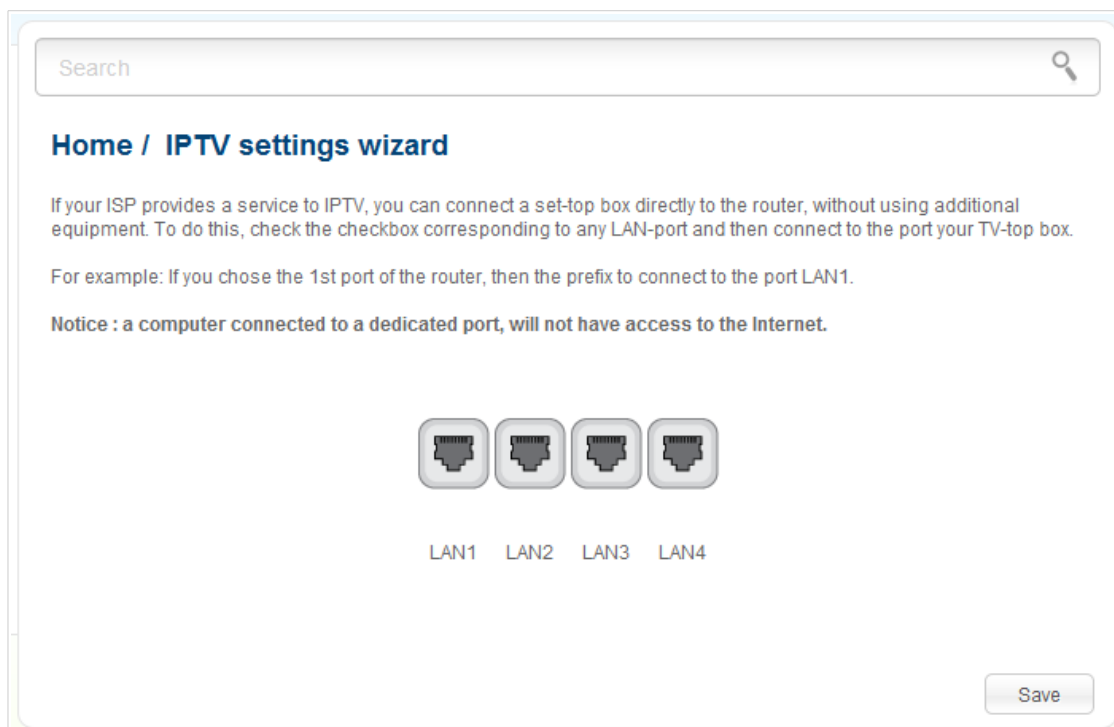 Search
Home / IPTV settings wizard
If your ISP provides a service to IPTV, you can connect a set-top box directly to the router, without using additional
equipment. To do this, check the checkbox corresponding to any LAN-port and then connect to the port your TV-top box.
For example: If you chose the 1st port of the router, then the prefix to connect to the port LAN1.
Notice : a computer connected to a dedicated port, will not have access to the Internet.
LAN1 LAN2 LAN3 LAN4
Save